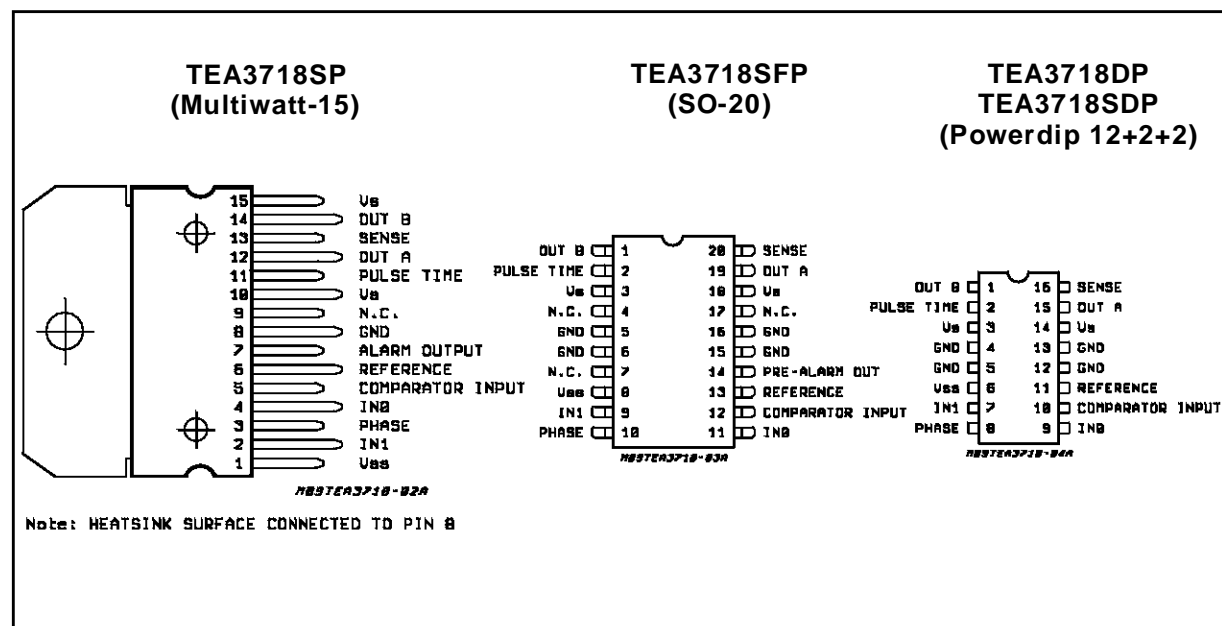 TEA3718SP
(Multiwatt-15)
15 Vs
14 OUT B
13 SENSE
12 OUT A
11 PULSE TIME
10 Vs
9 N.C.
8 GND
7 ALARM OUTPUT
6 REFERENCE
5 COMPARATOR INPUT
4 IN0
3 PHASE
2 IN1
1 Vss
M89TEA3718-02A
Note: HEATSINK SURFACE CONNECTED TO PIN 8
TEA3718SFP
(SO-20)
OUT B 1 20 SENSE
PULSE TIME 2 19 OUT A
Vs 3 18 Vs
N.C. 4 17 N.C.
GND 5 16 GND
GND 6 15 GND
N.C. 7 14 PRE-ALARM OUT
Vss 8 13 REFERENCE
IN1 9 12 COMPARATOR INPUT
PHASE 10 11 IN0
M89TEA3718-03A
TEA3718DP
TEA3718SDP
(Powerdip 12+2+2)
OUT B 1 16 SENSE
PULSE TIME 2 15 OUT A
Vs 3 14 Vs
GND 4 13 GND
GND 5 12 GND
Vss 6 11 REFERENCE
IN1 7 10 COMPARATOR INPUT
PHASE 8 9 IN0
M89TEA3718-04A